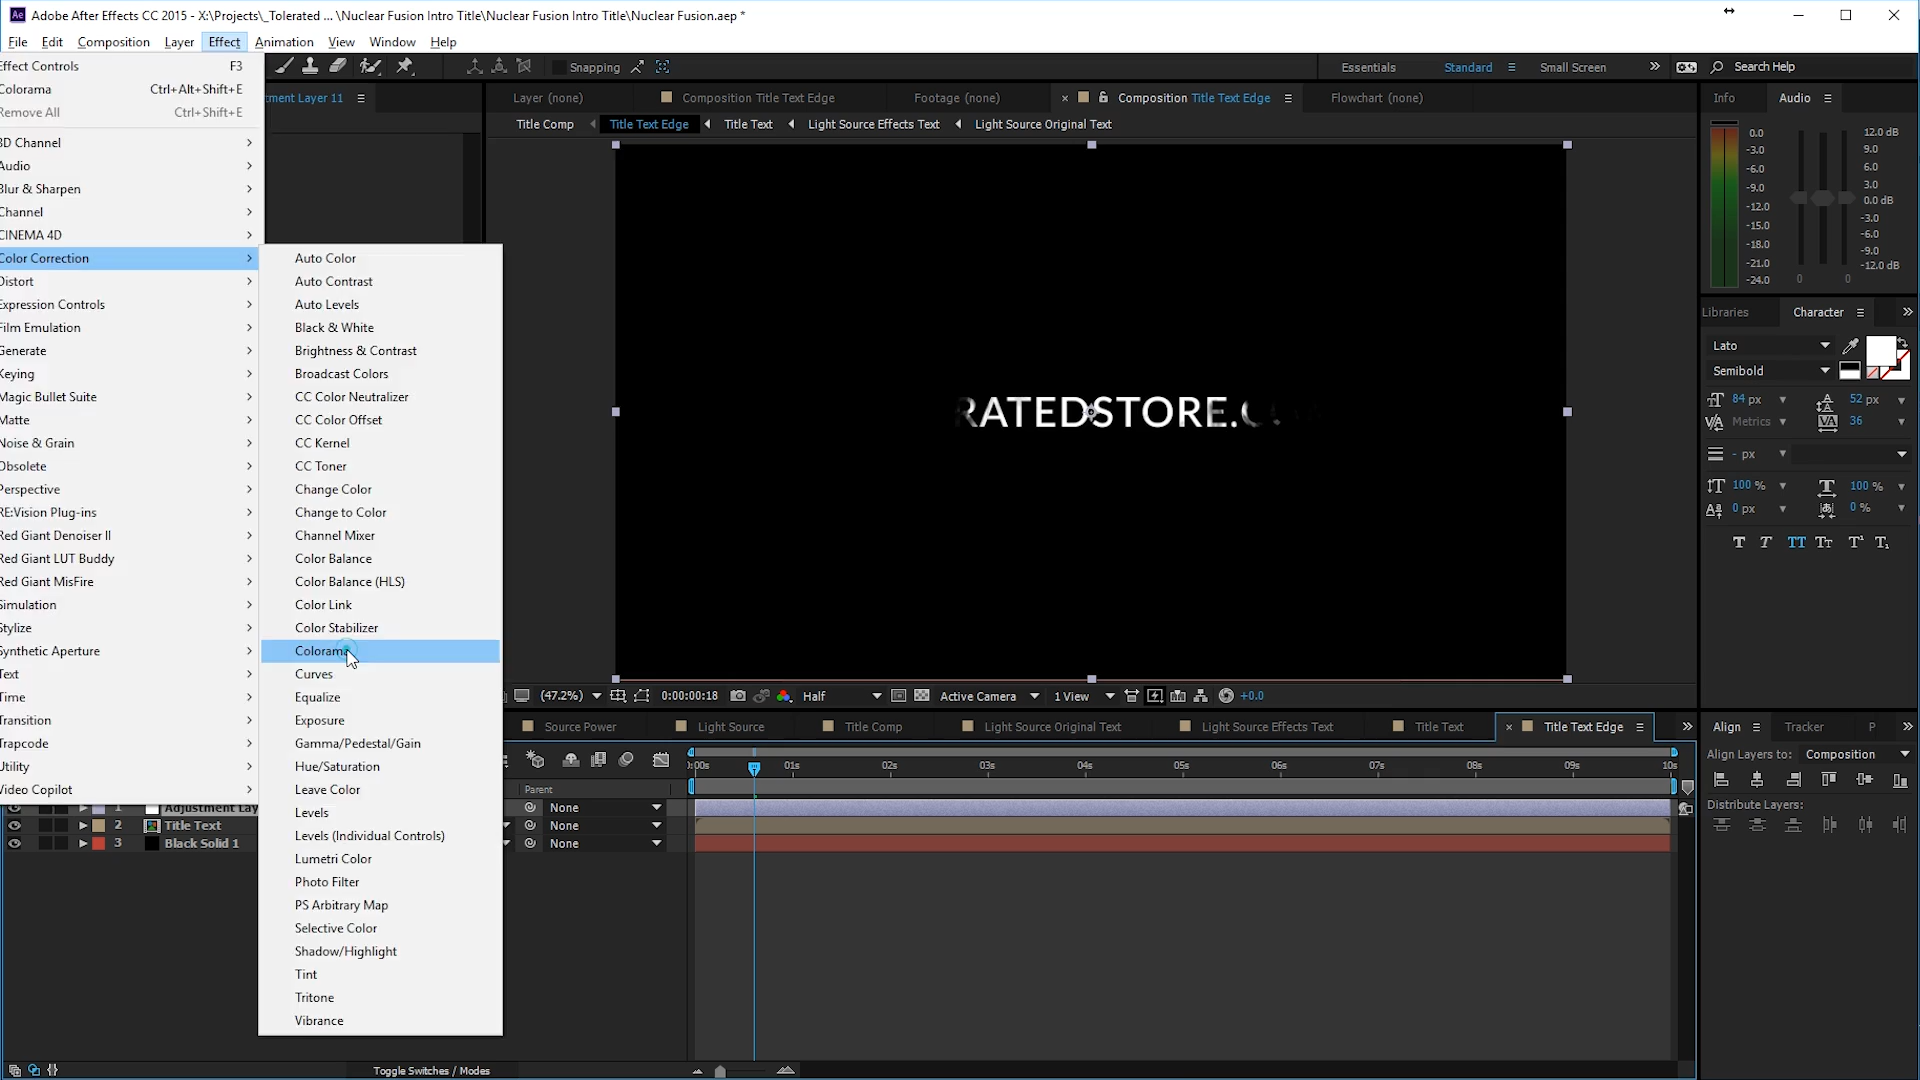 Adobe After Effects CC 2015 - X:\Projects\_Tolerated ... \Nuclear Fusion Intro Title\Nuclear Fusion Intro Title\Nuclear Fusion.aep *
File Edit Composition Layer Effect Animation View Window Help
Effect Controls F3
Colorama Ctrl+Alt+Shift+E
Remove All Ctrl+Shift+E
3D Channel
Audio
Blur & Sharpen
Channel
CINEMA 4D
Color Correction
Distort
Expression Controls
Film Emulation
Generate
Keying
Magic Bullet Suite
Matte
Noise & Grain
Obsolete
Perspective
RE:Vision Plug-ins
Red Giant Denoiser II
Red Giant LUT Buddy
Red Giant MisFire
Simulation
Stylize
Synthetic Aperture
Text
Time
Transition
Trapcode
Utility
Video Copilot
Auto Color
Auto Contrast
Auto Levels
Black & White
Brightness & Contrast
Broadcast Colors
CC Color Neutralizer
CC Color Offset
CC Kernel
CC Toner
Change Color
Change to Color
Channel Mixer
Color Balance
Color Balance (HLS)
Color Link
Color Stabilizer
Colorama
Curves
Equalize
Exposure
Gamma/Pedestal/Gain
Hue/Saturation
Leave Color
Levels
Levels (Individual Controls)
Lumetri Color
Photo Filter
PS Arbitrary Map
Selective Color
Shadow/Highlight
Tint
Tritone
Vibrance
Snapping
Essentials Standard Small Screen Search Help
ment Layer 11
Layer (none) Composition Title Text Edge Footage (none) Composition Title Text Edge Flowchart (none)
Title Comp Title Text Edge Title Text Light Source Effects Text Light Source Original Text
RATEDSTORE.C
(47.2%) 0:00:00:18 Half Active Camera 1 View +0.0
Info Audio
0.0 12.0 dB
-3.0 9.0
-6.0 6.0
-9.0 3.0
-12.0 0.0 dB
-15.0 -3.0
-18.0 -6.0
-21.0 -9.0
-24.0 0 0 -12.0 dB
Libraries Character
Lato
Semibold
84 px 52 px
Metrics 36
- px
100 % 100 %
0 px 0 %
T T TT Tт T¹ T₁
Source Power Light Source Title Comp Light Source Original Text Light Source Effects Text Title Text Title Text Edge
:00s 01s 02s 03s 04s 05s 06s 07s 08s 09s 10s
Parent
1 Adjustment Lay None
2 Title Text None
3 Black Solid 1 None
Toggle Switches / Modes
Align Tracker P
Align Layers to: Composition
Distribute Layers: